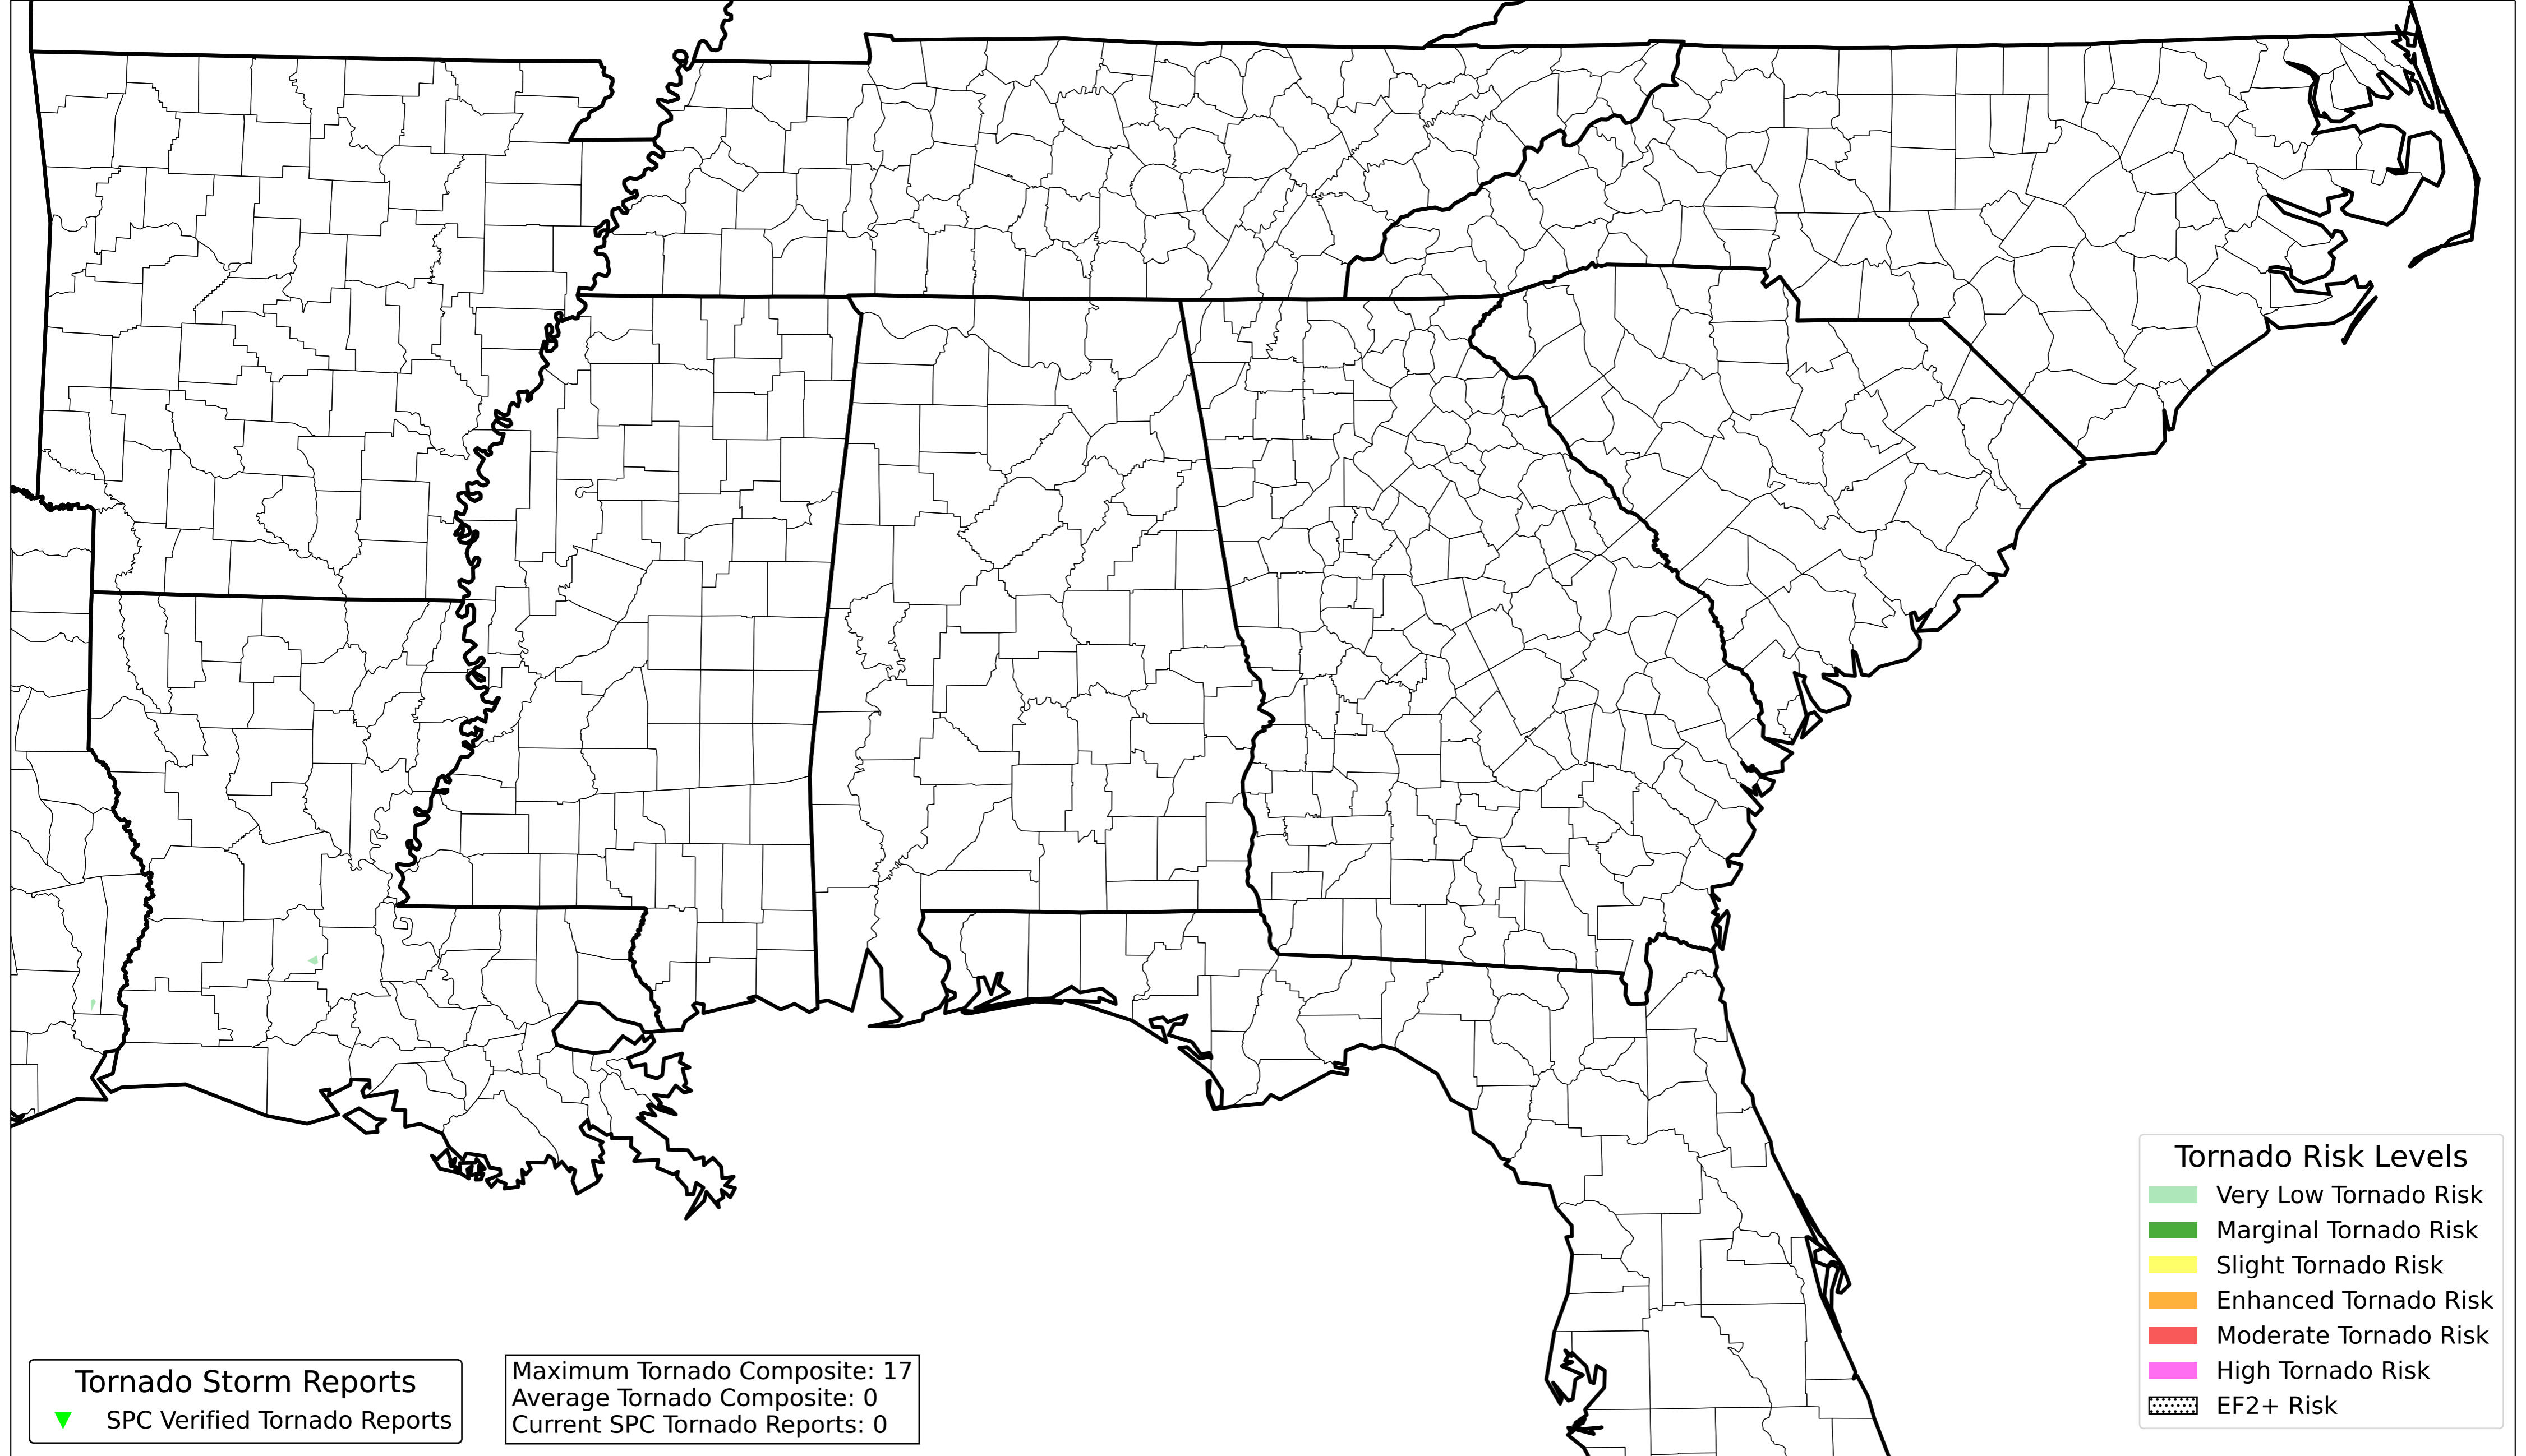 Tornado Risk Levels
Very Low Tornado Risk
Marginal Tornado Risk
Slight Tornado Risk
Enhanced Tornado Risk
Moderate Tornado Risk
High Tornado Risk
EF2+ Risk
Tornado Storm Reports
SPC Verified Tornado Reports
Maximum Tornado Composite: 17
Average Tornado Composite: 0
Current SPC Tornado Reports: 0